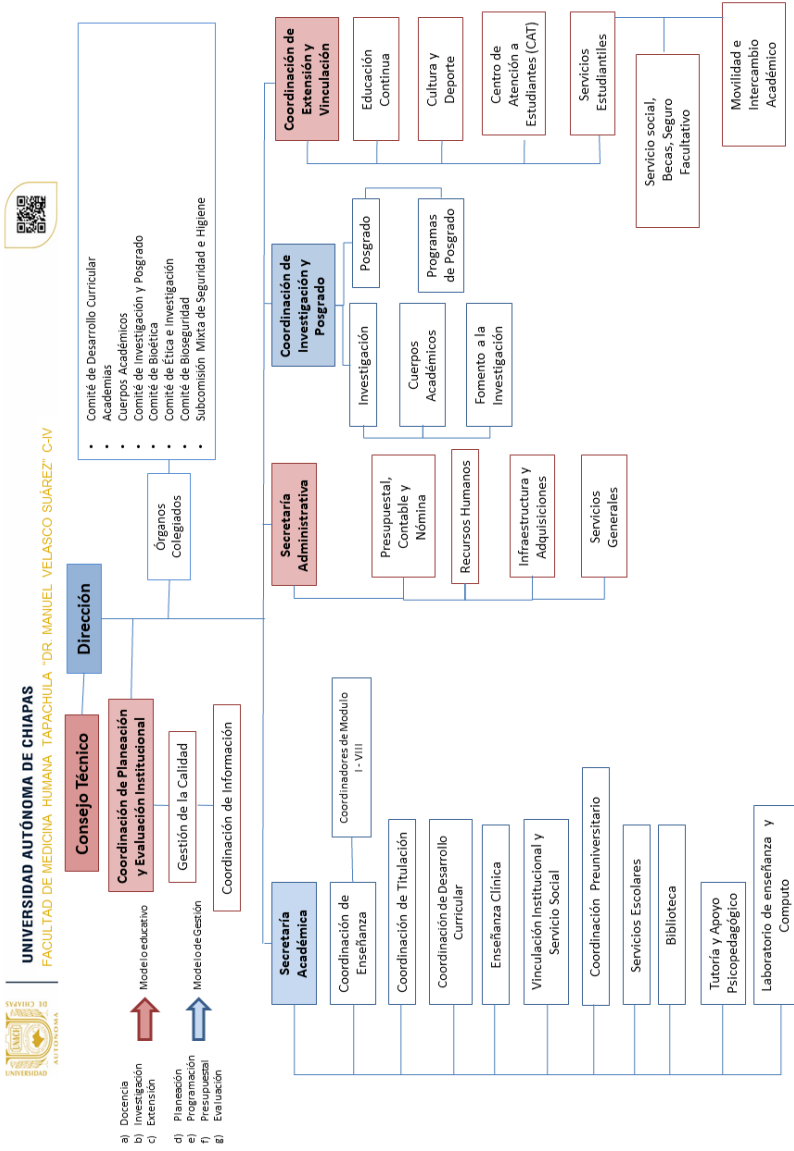 UNIVERSIDAD AUTÓNOMA DE CHIAPAS
FACULTAD DE MEDICINA HUMANA TAPACHULA "DR. MANUEL VELASCO SUÁREZ" C-IV
UNIVERSIDAD AUTÓNOMA
DE CHIAPAS
UNACH
Consejo Técnico
Dirección
a) Docencia
b) Investigación
c) Extensión
Modelo educativo
d) Planeación
e) Programación
f) Presupuestal
g) Evaluación
Modelo de Gestión
Coordinación de Planeación
y Evaluación Institucional
Gestión de la Calidad
Coordinación de Información
Órganos
Colegiados
• Comité de Desarrollo Curricular
• Academias
• Cuerpos Académicos
• Comité de Investigación y Posgrado
• Comité de Bioética
• Comité de Ética e Investigación
• Comité de Bioseguridad
• Subcomisión Mixta de Seguridad e Higiene
Secretaría
Académica
Coordinación de
Enseñanza
Coordinadores de Modulo
I - VIII
Coordinación de Titulación
Coordinación de Desarrollo
Curricular
Enseñanza Clínica
Vinculación Institucional y
Servicio Social
Coordinación Preuniversitario
Servicios Escolares
Biblioteca
Tutoría y Apoyo
Psicopedagógico
Laboratorio de enseñanza y
Computo
Secretaría
Administrativa
Presupuestal,
Contable y
Nómina
Recursos Humanos
Infraestructura y
Adquisiciones
Servicios
Generales
Coordinación de
Investigación y
Posgrado
Investigación
Cuerpos
Académicos
Fomento a la
Investigación
Posgrado
Programas
de Posgrado
Coordinación de
Extensión y
Vinculación
Educación
Continua
Cultura y
Deporte
Centro de
Atención a
Estudiantes (CAT)
Servicios
Estudiantiles
Servicio social,
Becas, Seguro
Facultativo
Movilidad e
Intercambio
Académico